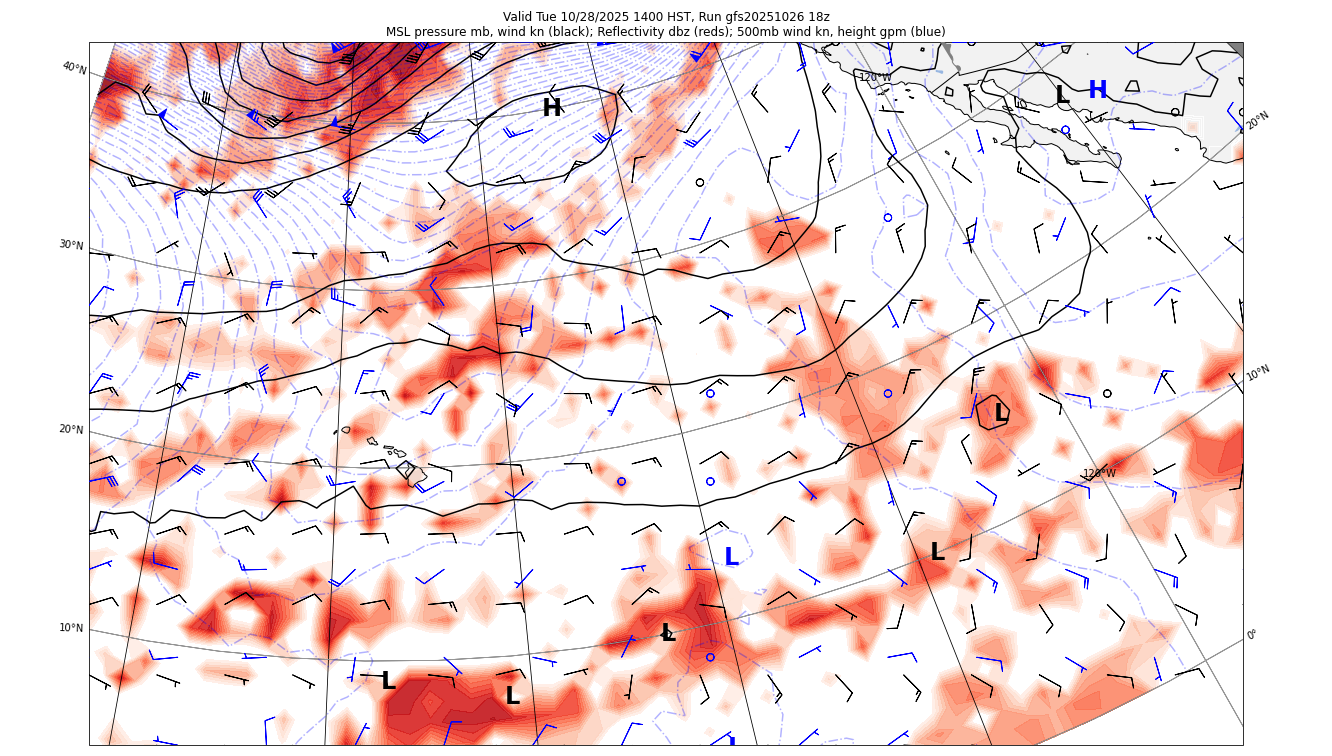 Valid Tue 10/28/2025 1400 HST, Run gfs20251026 18z
MSL pressure mb, wind kn (black); Reflectivity dbz (reds); 500mb wind kn, height gpm (blue)
40°N
120°W
L
H
H
20°N
30°N
10°N
L
20°N
120°W
L
L
L
0°
10°N
L
L
L